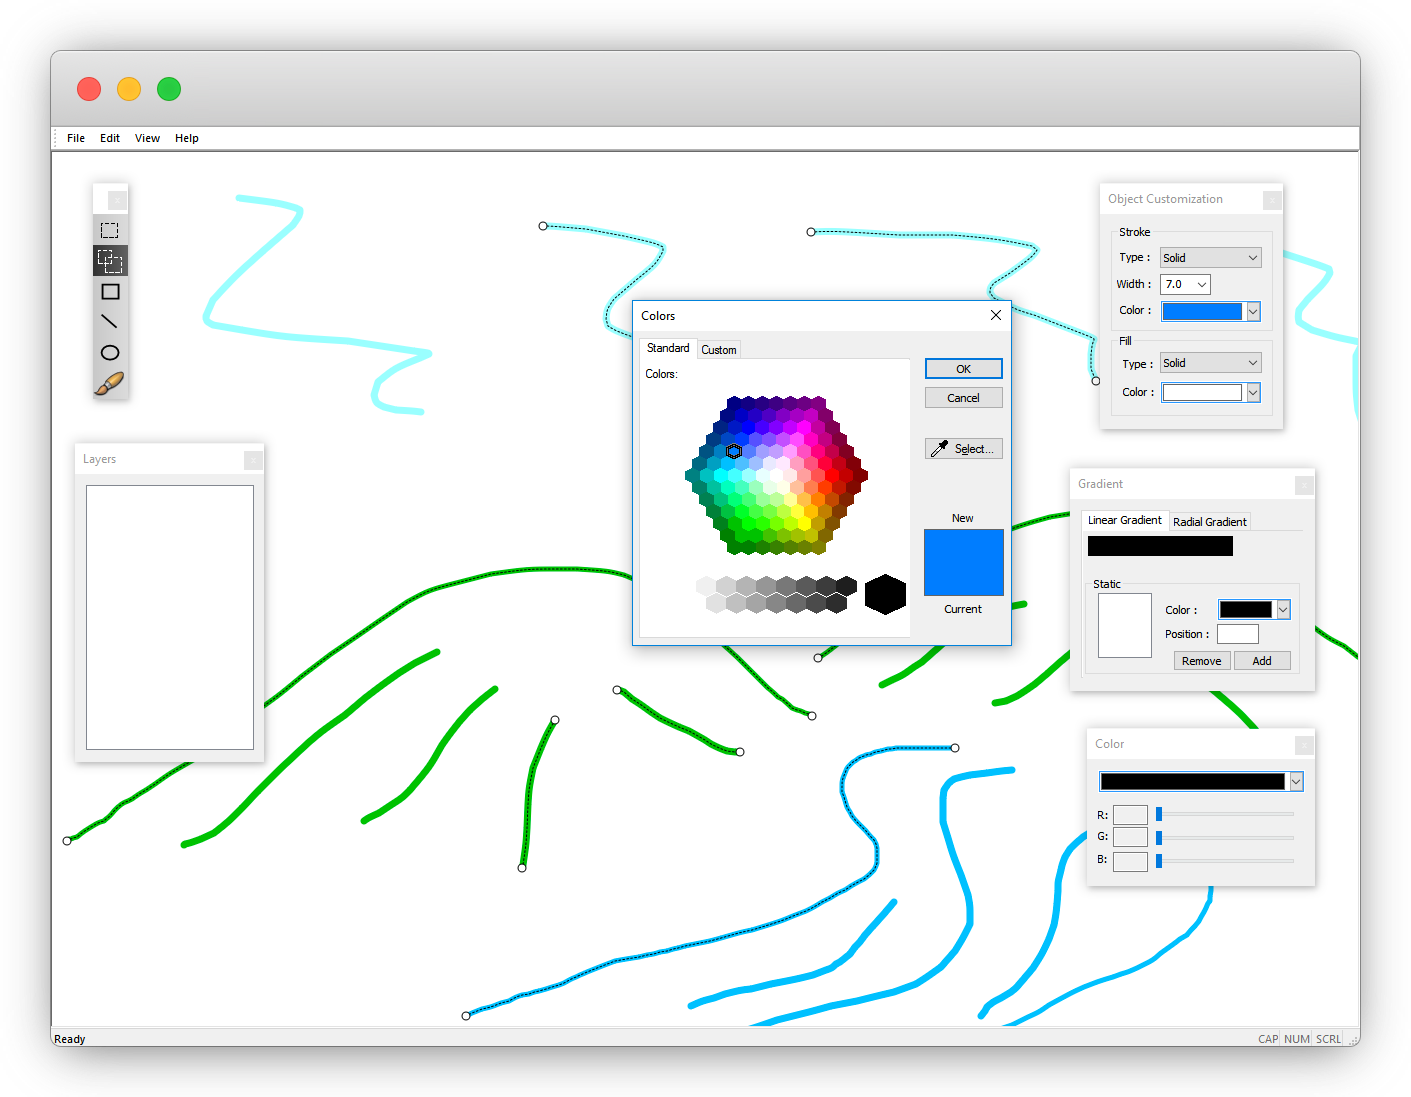 File Edit View Help
Object Customization
Stroke
Type : Solid
Width : 7.0
Color :
Fill
Type : Solid
Color :
Colors
Standard Custom
Colors:
OK
Cancel
Select...
New
Current
Layers
Gradient
Linear Gradient Radial Gradient
Static
Color :
Position :
Remove Add
Color
R:
G:
B:
Ready CAP NUM SCRL